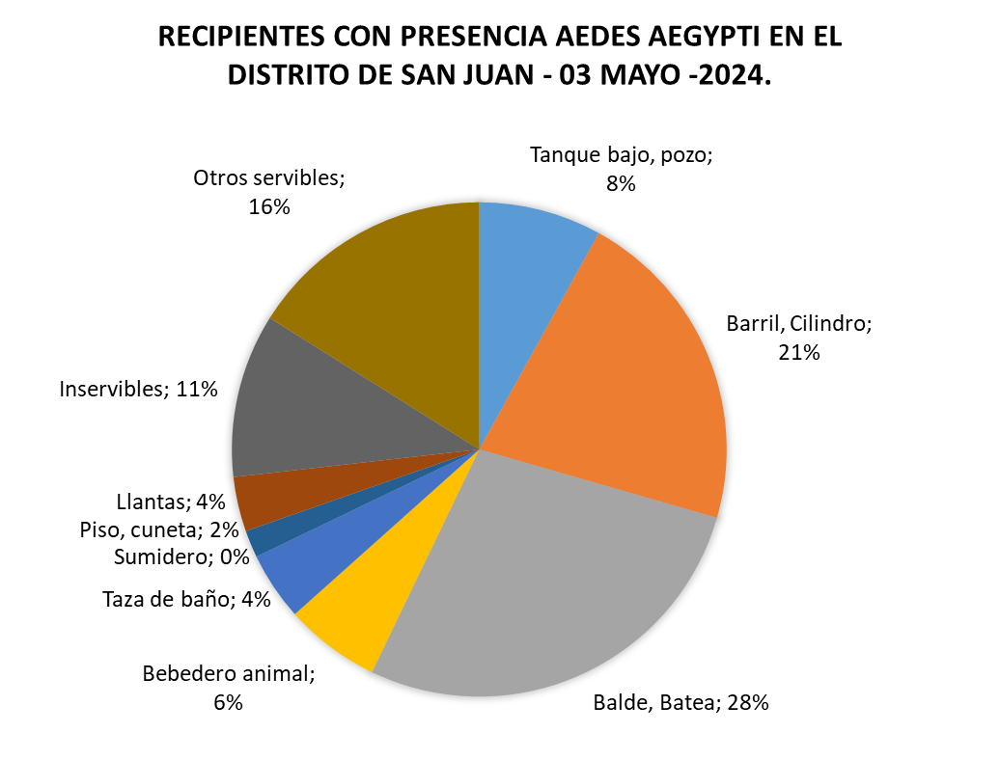 RECIPIENTES CON PRESENCIA AEDES AEGYPTI EN EL
DISTRITO DE SAN JUAN - 03 MAYO -2024.
Tanque bajo, pozo;
8%
Otros servibles;
16%
Barril, Cilindro;
21%
Inservibles; 11%
Llantas; 4%
Piso, cuneta; 2%
Sumidero; 0%
Taza de baño; 4%
Bebedero animal;
6%
Balde, Batea; 28%